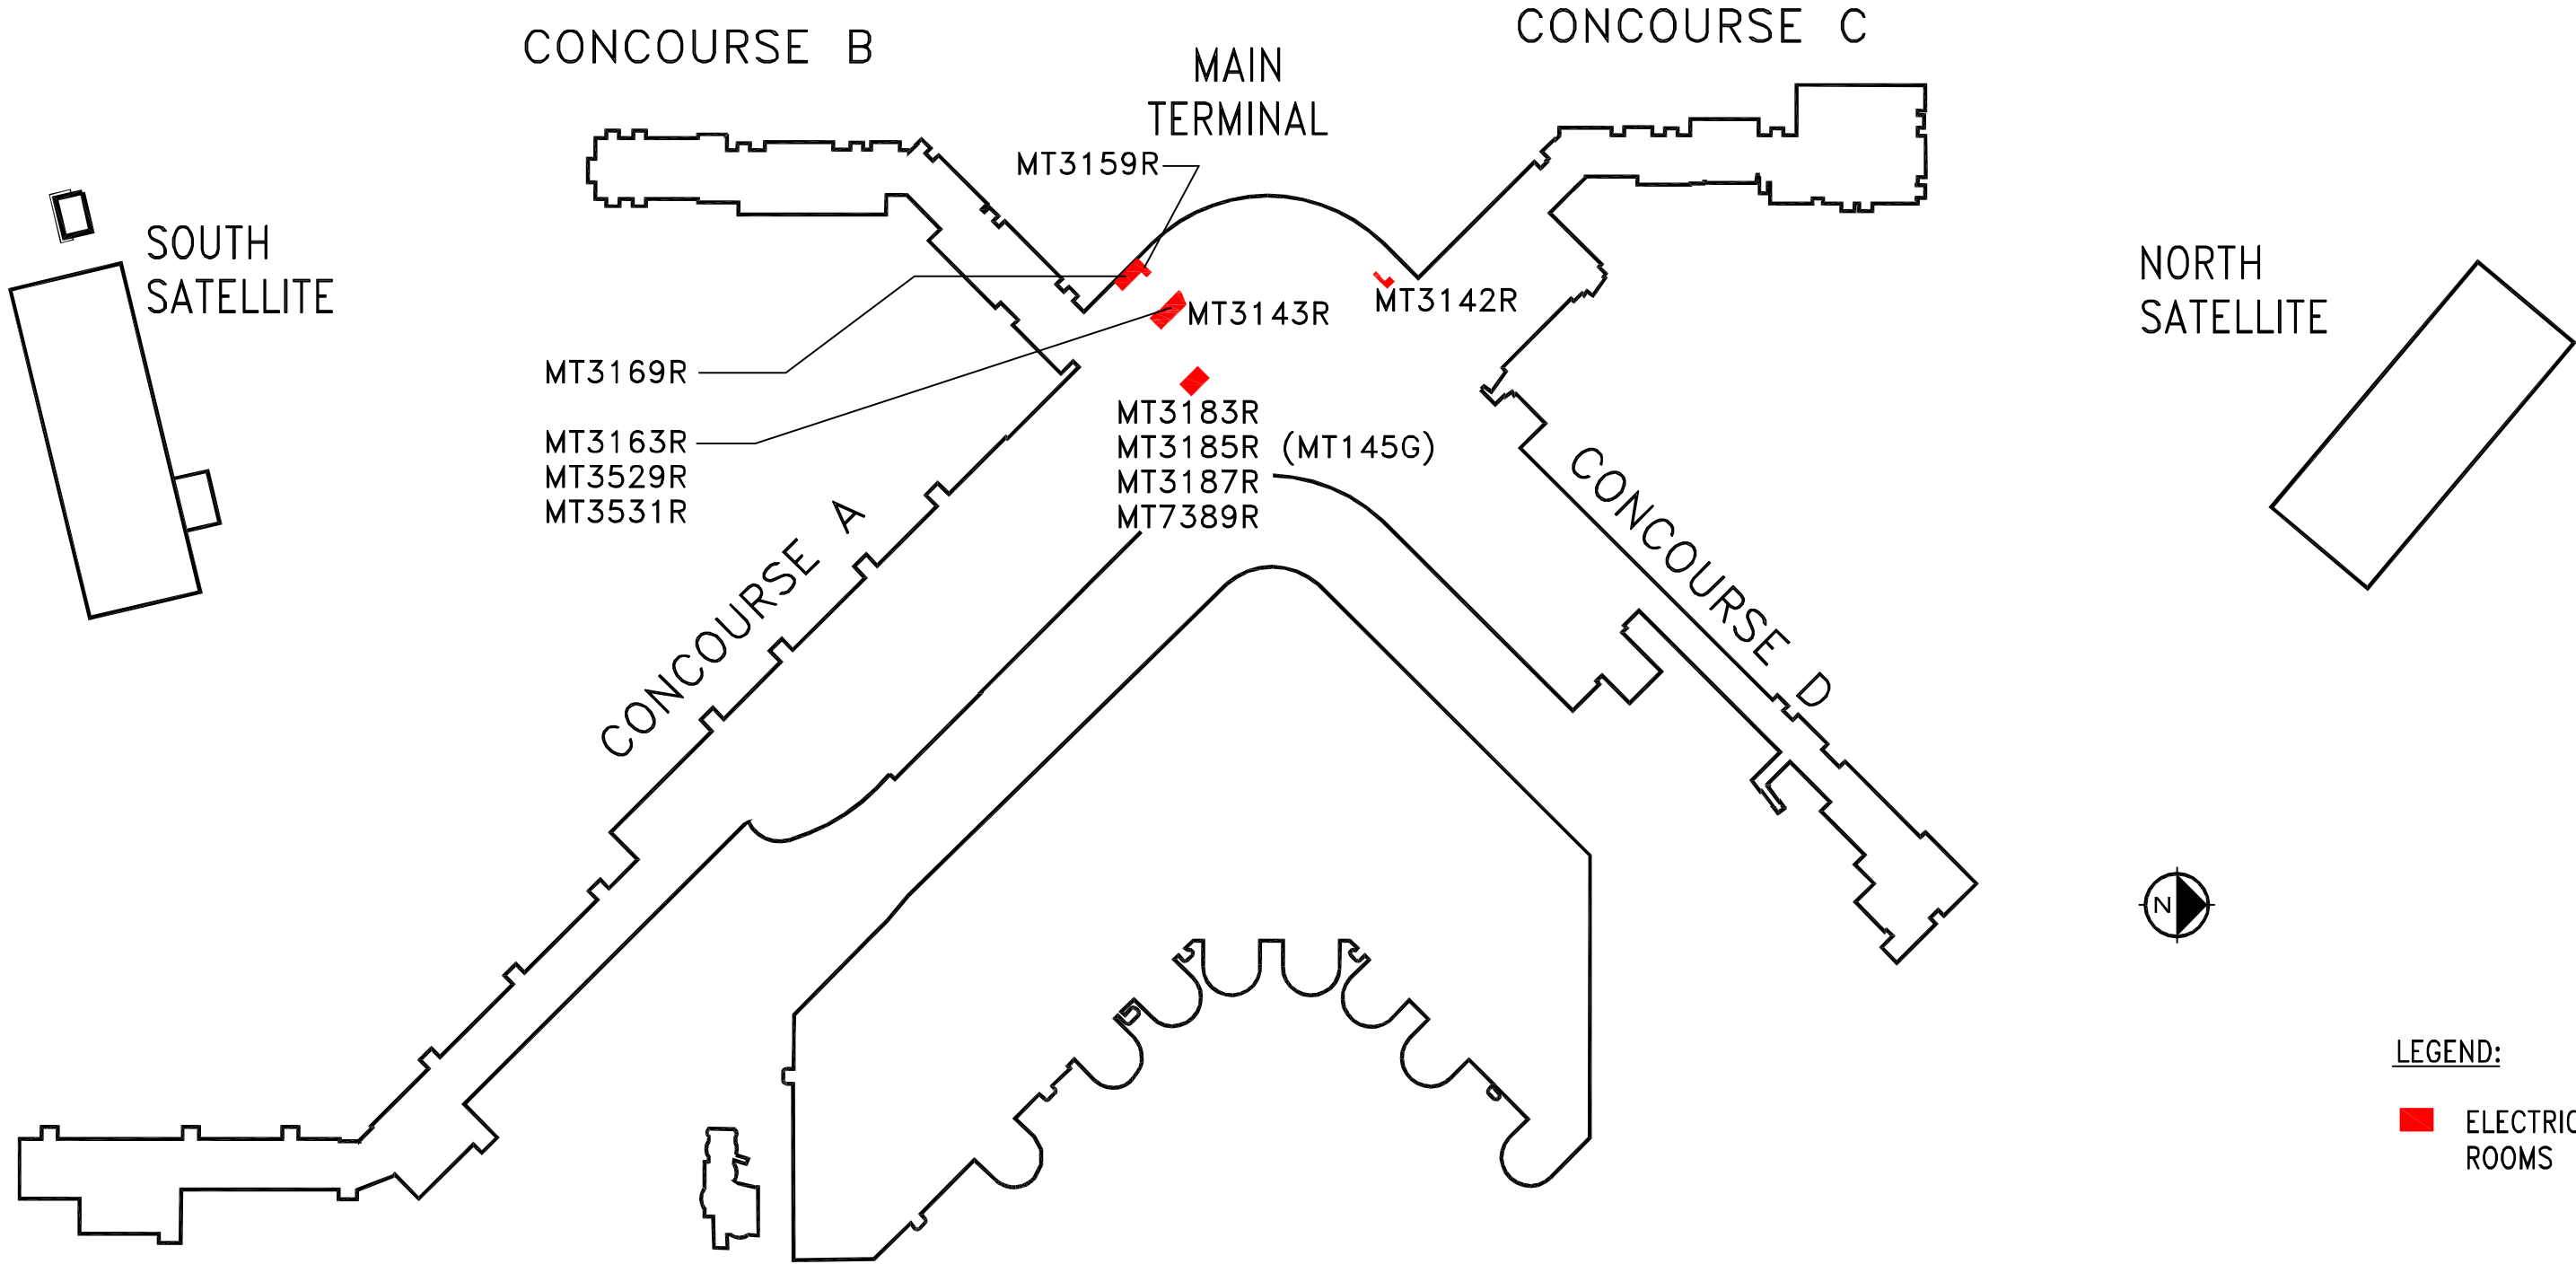 CONCOURSE B
CONCOURSE C
MAIN
TERMINAL
MT3159R
SOUTH
SATELLITE
NORTH
SATELLITE
MT3143R
MT3142R
MT3169R
MT3163R
MT3529R
MT3531R
MT3183R
MT3185R (MT145G)
MT3187R
MT7389R
CONCOURSE A
CONCOURSE D
N
LEGEND:
ELECTRIC
ROOMS